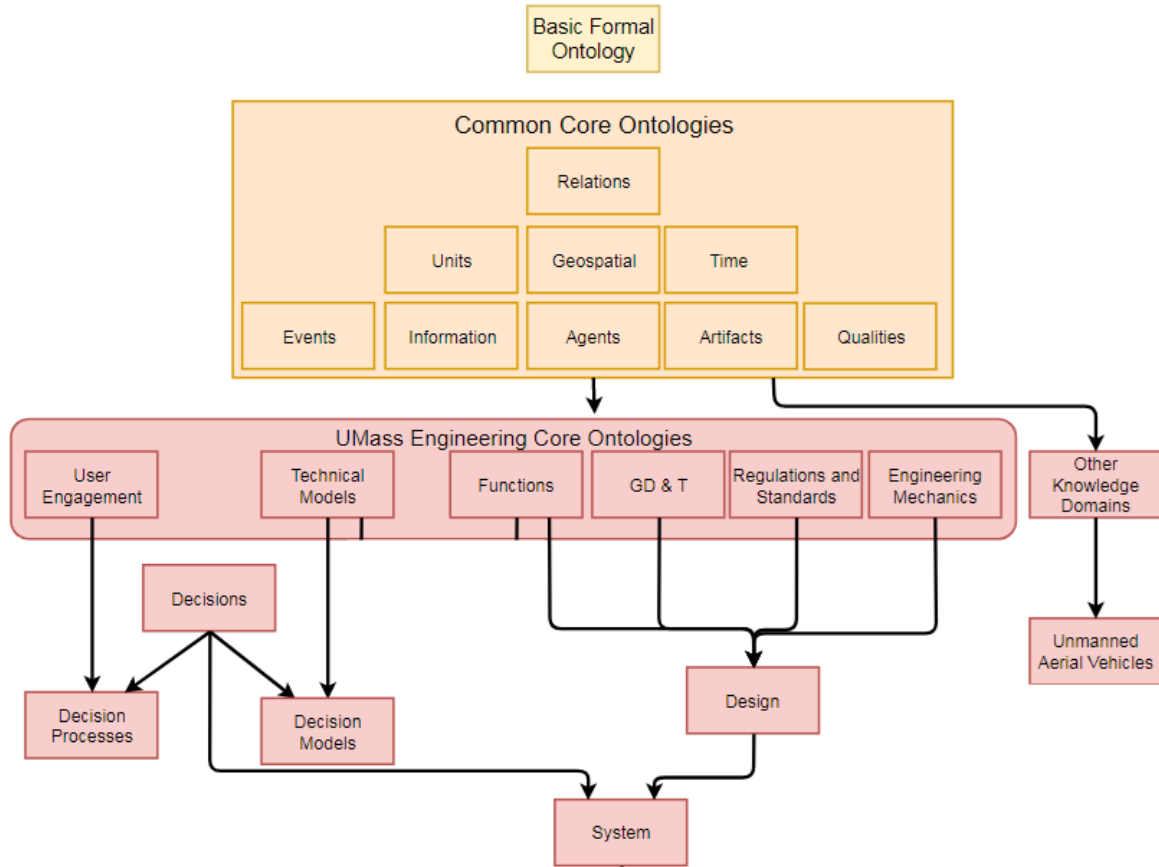 Basic Formal
Ontology
Common Core Ontologies
Relations
Units
Geospatial
Time
Events
Information
Agents
Artifacts
Qualities
UMass Engineering Core Ontologies
User
Engagement
Technical
Models
Functions
GD & T
Regulations and
Standards
Engineering
Mechanics
Other
Knowledge
Domains
Decisions
Unmanned
Aerial Vehicles
Decision
Processes
Decision
Models
Design
System